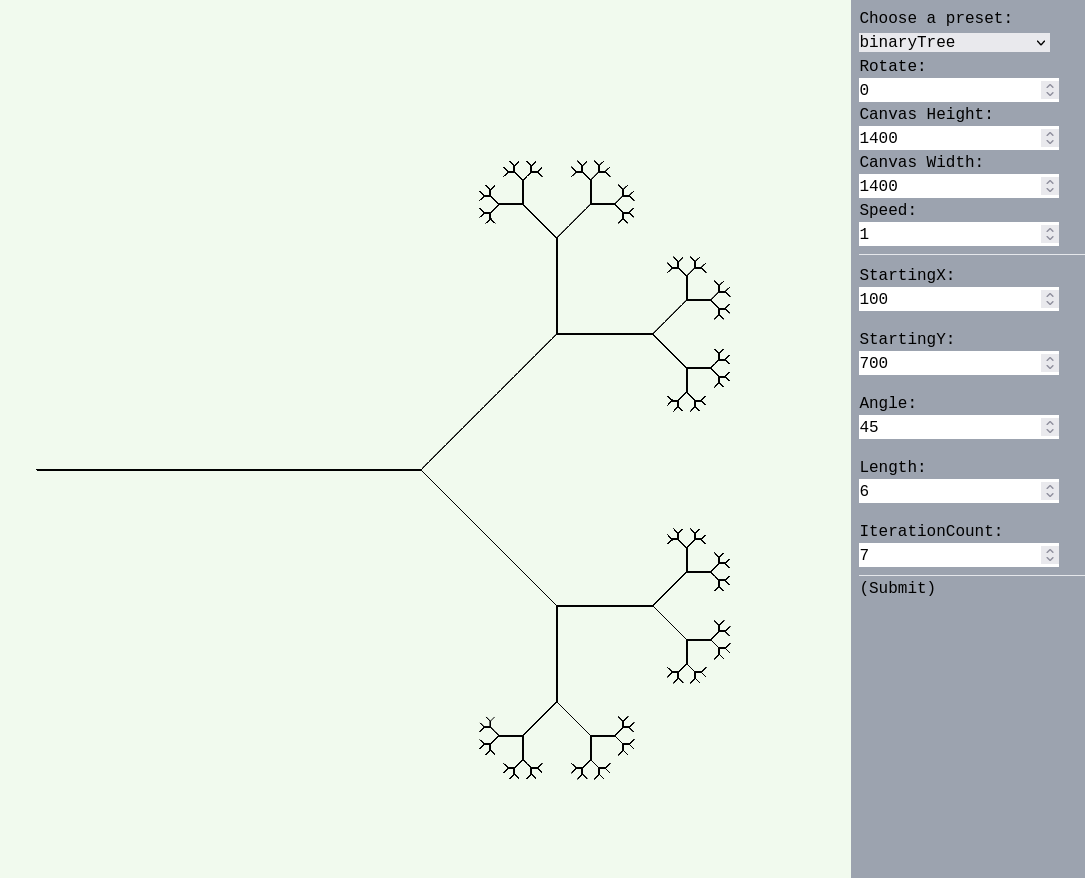 Choose a preset:
binaryTree
Rotate:
0
Canvas Height:
1400
Canvas Width:
1400
Speed:
1
StartingX:
100
StartingY:
700
Angle:
45
Length:
6
IterationCount:
7
(Submit)